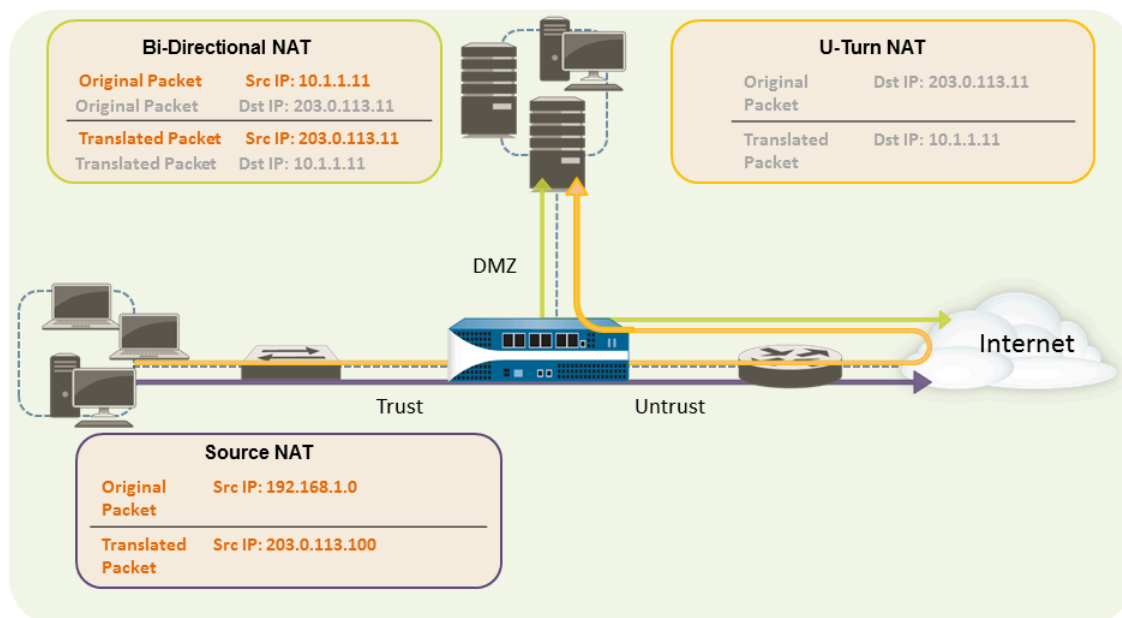 Bi-Directional NAT
Original Packet Src IP: 10.1.1.11
Original Packet Dst IP: 203.0.113.11
Translated Packet Src IP: 203.0.113.11
Translated Packet Dst IP: 10.1.1.11
U-Turn NAT
Original Dst IP: 203.0.113.11
Packet
Translated Dst IP: 10.1.1.11
Packet
DMZ
Internet
Trust
Untrust
Source NAT
Original Src IP: 192.168.1.0
Packet
Translated Src IP: 203.0.113.100
Packet